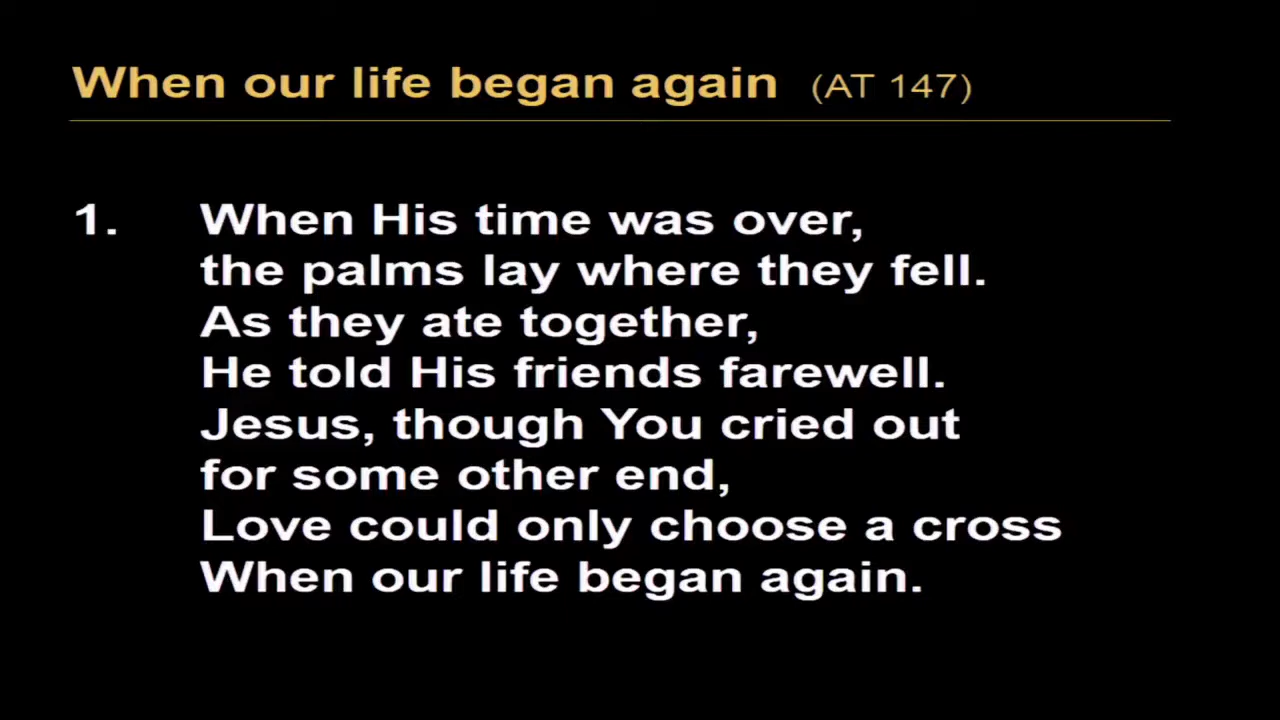 When our life began again (AT 147)
1. When His time was over,
the palms lay where they fell.
As they ate together,
He told His friends farewell.
Jesus, though You cried out
for some other end,
Love could only choose a cross
When our life began again.